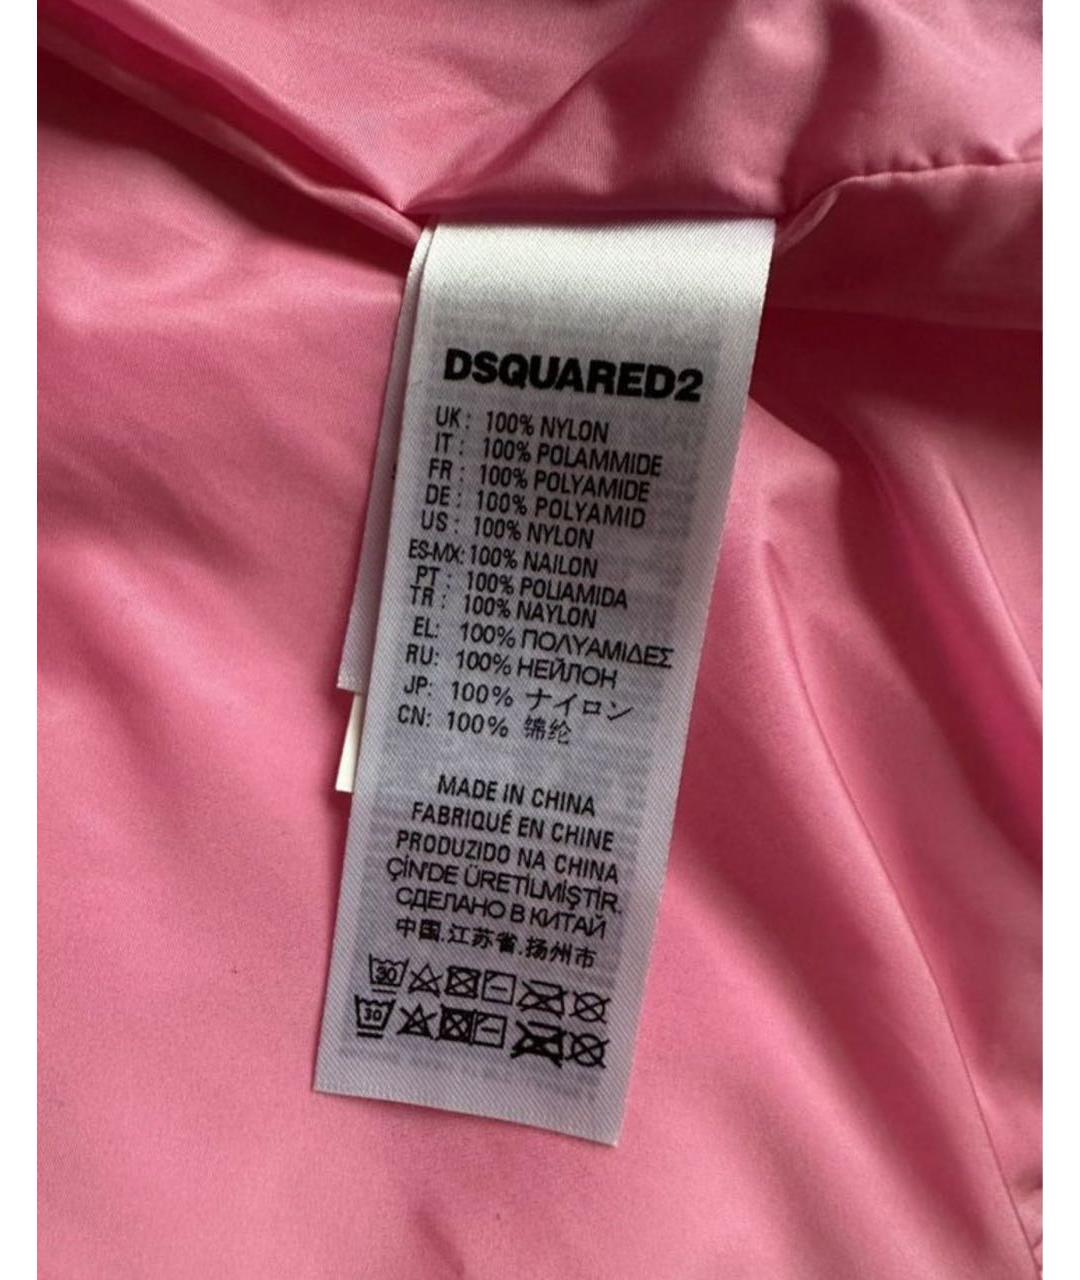 DSQUARED2
UK: 100% NYLON
IT: 100% POLAMMIDE
FR: 100% POLYAMIDE
DE: 100% POLYAMID
US: 100% NYLON
ES-MX: 100% NAILON
PT: 100% POLIAMIDA
TR: 100% NAYLON
EL: 100% ΠΟΛΥΑΜΙΔΕΣ
RU: 100% НЕЙЛОН
JP: 100% ナイロン
CN: 100% 锦纶
MADE IN CHINA
FABRIQUÉ EN CHINE
PRODUZIDO NA CHINA
ÇİN'DE ÜRETİLMİŞTİR.
СДЕЛАНО В КИТАЙ
中国.江苏省.扬州市
30
30